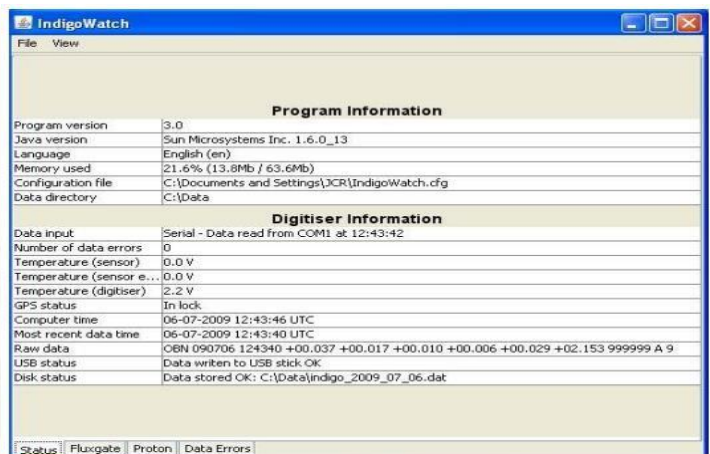 IndigoWatch
File View
Program Information
Program version 3.0
Java version Sun Microsystems Inc. 1.6.0_13
Language English (en)
Memory used 21.6% (13.8Mb / 63.6Mb)
Configuration file C:\Documents and Settings\JCR\IndigoWatch.cfg
Data directory C:\Data
Digitiser Information
Data input Serial - Data read from COM1 at 12:43:42
Number of data errors 0
Temperature (sensor) 0.0 V
Temperature (sensor e... 0.0 V
Temperature (digitiser) 2.2 V
GPS status In lock
Computer time 06-07-2009 12:43:46 UTC
Most recent data time 06-07-2009 12:43:40 UTC
Raw data OBN 090706 124340 +00.037 +00.017 +00.010 +00.006 +00.029 +02.153 999999 A 9
USB status Data writen to USB stick OK
Disk status Data stored OK: C:\Data\indigo_2009_07_06.dat
Status Fluxgate Proton Data Errors